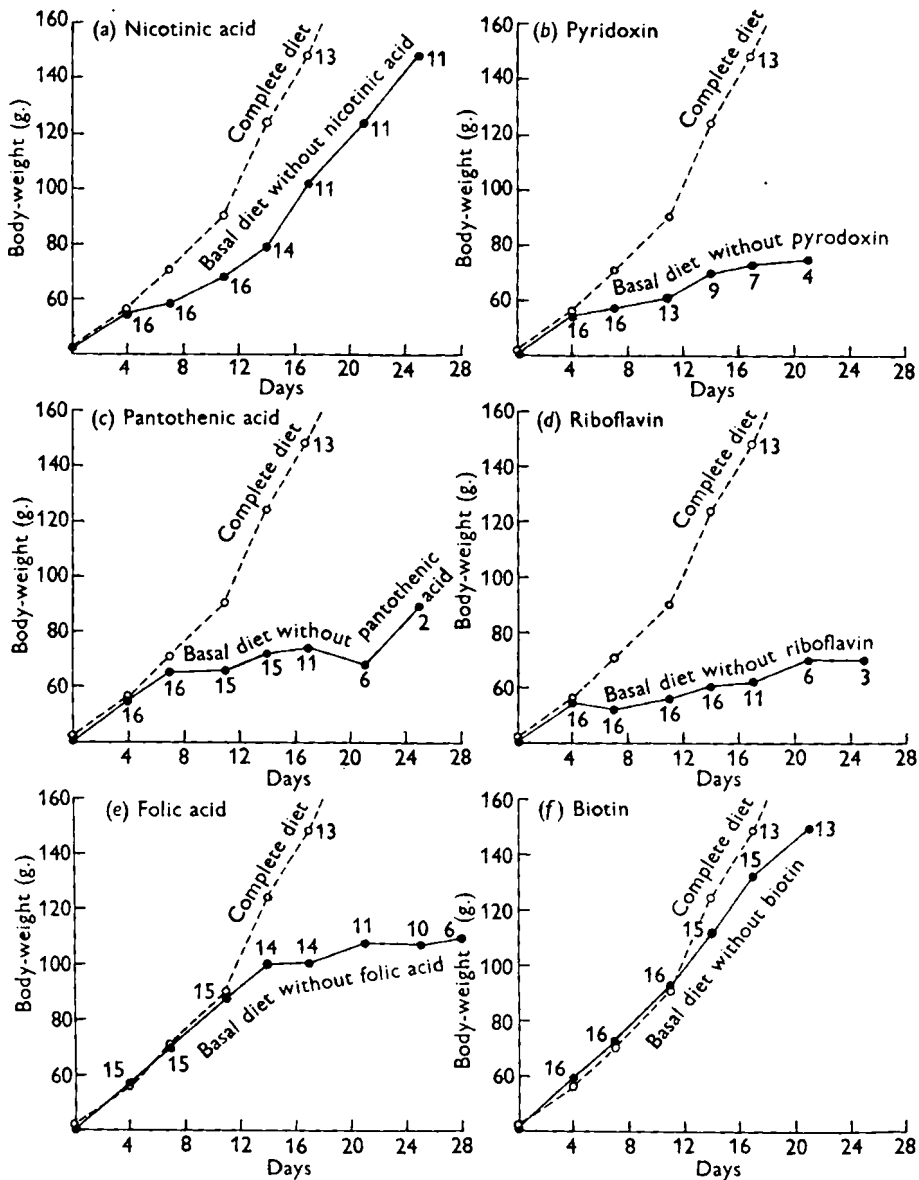 (a) Nicotinic acid
Body-weight (g.)
160
140
120
100
80
60
Complete diet
13
Basal diet without nicotinic acid
16
16
16
14
11
11
11
4 8 12 16 20 24 28
Days
(b) Pyridoxin
Body-weight (g.)
160
140
120
100
80
60
Complete diet
13
Basal diet without pyrodoxin
16
16
13
9
7
4
4 8 12 16 20 24 28
Days
(c) Pantothenic acid
Body-weight (g.)
160
140
120
100
80
60
Complete diet
13
Basal diet without pantothenic acid
16
16
15
15
11
6
2
4 8 12 16 20 24 28
Days
(d) Riboflavin
Body-weight (g.)
160
140
120
100
80
60
Complete diet
13
Basal diet without riboflavin
16
16
16
16
11
6
3
4 8 12 16 20 24 28
Days
(e) Folic acid
Body-weight (g.)
160
140
120
100
80
60
Complete diet
13
Basal diet without folic acid
15
15
15
14
14
11
10
6
4 8 12 16 20 24 28
Days
(f) Biotin
Body-weight (g.)
160
140
120
100
80
60
Complete diet
13
Basal diet without biotin
16
16
16
15
15
13
4 8 12 16 20 24 28
Days